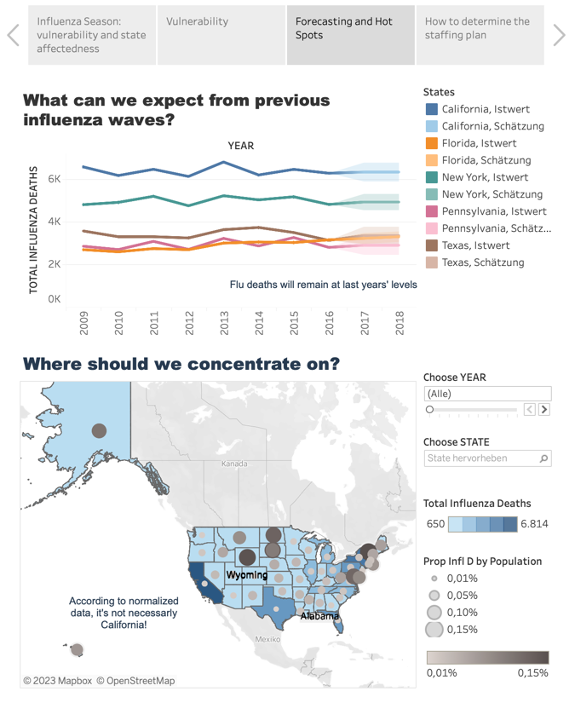 Influenza Season:
vulnerability and state
affectedness
Vulnerability
Forecasting and Hot
Spots
How to determine the
staffing plan
What can we expect from previous
influenza waves?
YEAR
TOTAL INFLUENZA DEATHS
6K
4K
2K
0K
Flu deaths will remain at last years' levels
2009
2010
2011
2012
2013
2014
2015
2016
2017
2018
States
California, Istwert
California, Schätzung
Florida, Istwert
Florida, Schätzung
New York, Istwert
New York, Schätzung
Pennsylvania, Istwert
Pennsylvania, Schätz...
Texas, Istwert
Texas, Schätzung
Where should we concentrate on?
Kanada
Wyoming
Alabama
According to normalized
data, it's not necessarly
California!
Mexiko
© 2023 Mapbox © OpenStreetMap
Choose YEAR
(Alle)
Choose STATE
State hervorheben
Total Influenza Deaths
650 6.814
Prop Infl D by Population
0,01%
0,05%
0,10%
0,15%
0,01% 0,15%